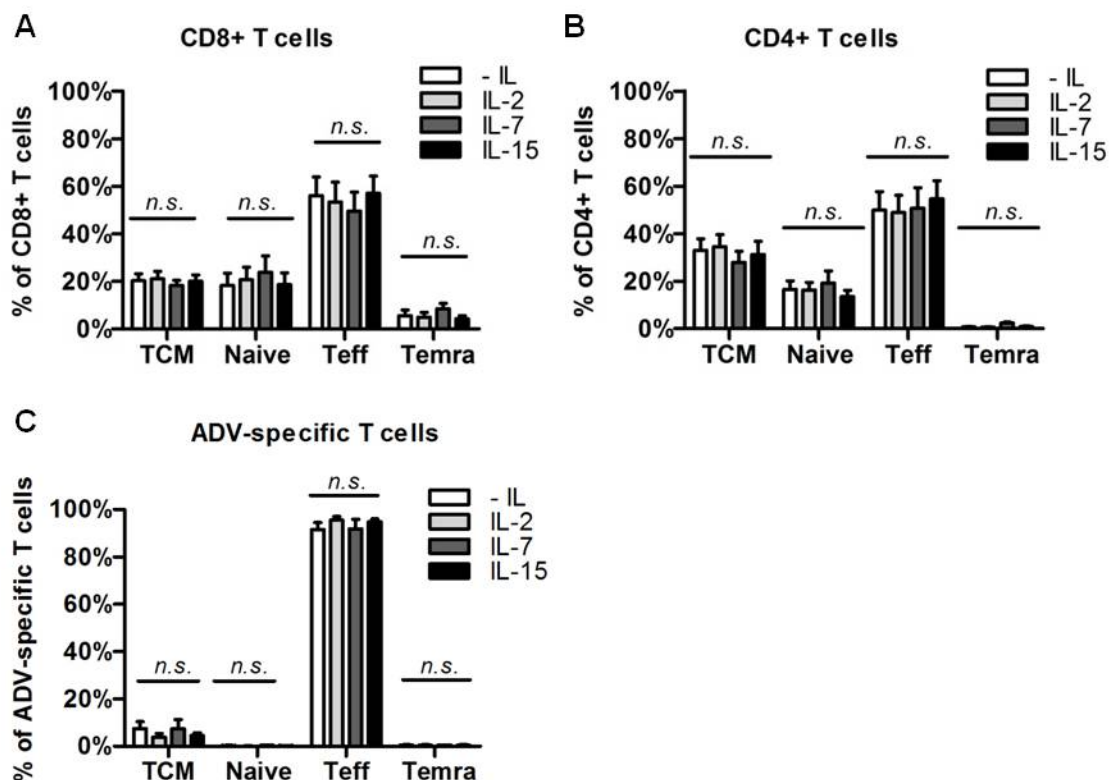 A
CD8+ T cells
% of CD8+ T cells
100%
80%
60%
40%
20%
0%
- IL
IL-2
IL-7
IL-15
n.s.
n.s.
n.s.
n.s.
TCM Naive Teff Temra
B
CD4+ T cells
% of CD4+ T cells
100%
80%
60%
40%
20%
0%
- IL
IL-2
IL-7
IL-15
n.s.
n.s.
n.s.
n.s.
TCM Naive Teff Temra
C
ADV-specific T cells
% of ADV-specific T cells
100%
80%
60%
40%
20%
0%
- IL
IL-2
IL-7
IL-15
n.s.
n.s.
n.s.
n.s.
TCM Naive Teff Temra